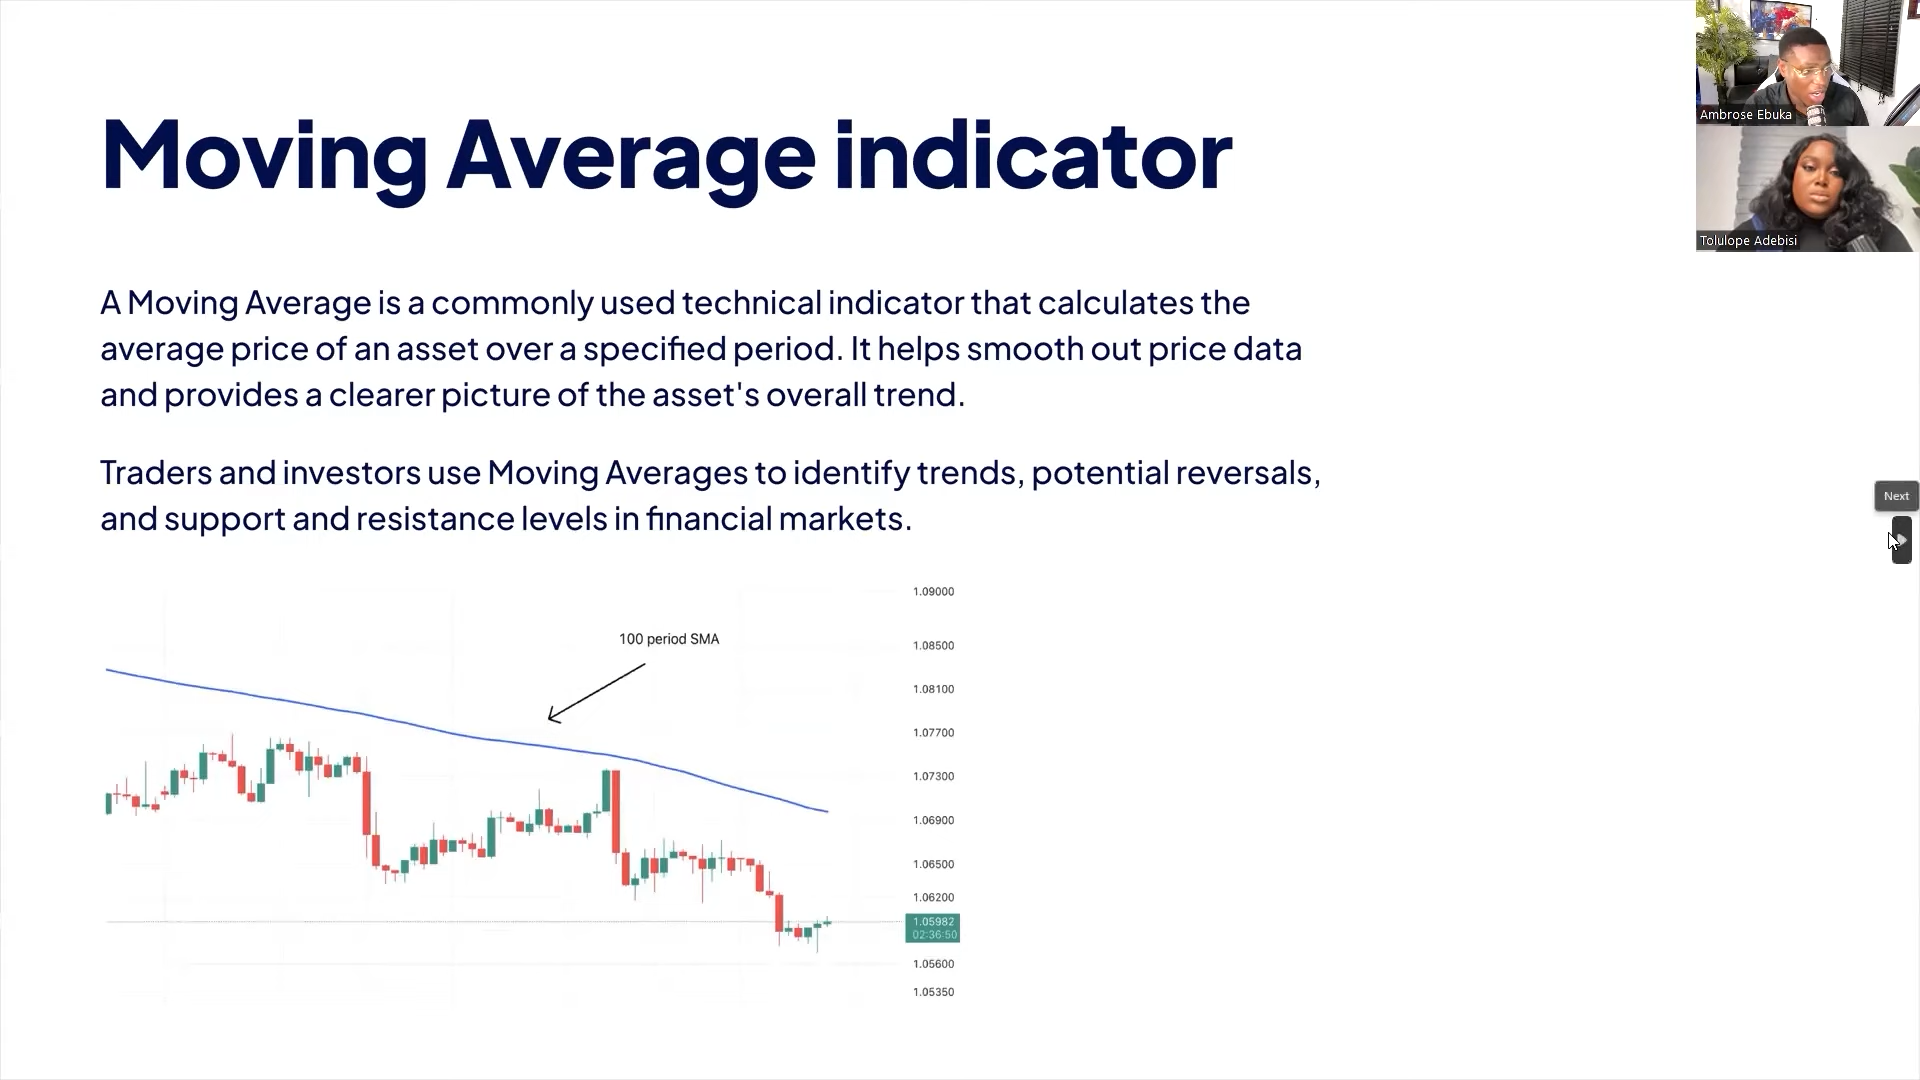 Moving Average indicator
A Moving Average is a commonly used technical indicator that calculates the
average price of an asset over a specified period. It helps smooth out price data
and provides a clearer picture of the asset's overall trend.
Traders and investors use Moving Averages to identify trends, potential reversals,
and support and resistance levels in financial markets.
100 period SMA
1.09000
1.08500
1.08100
1.07700
1.07300
1.06900
1.06500
1.06200
1.05982
02:36:50
1.05600
1.05350
Ambrose Ebuka
Tolulope Adebisi
Next